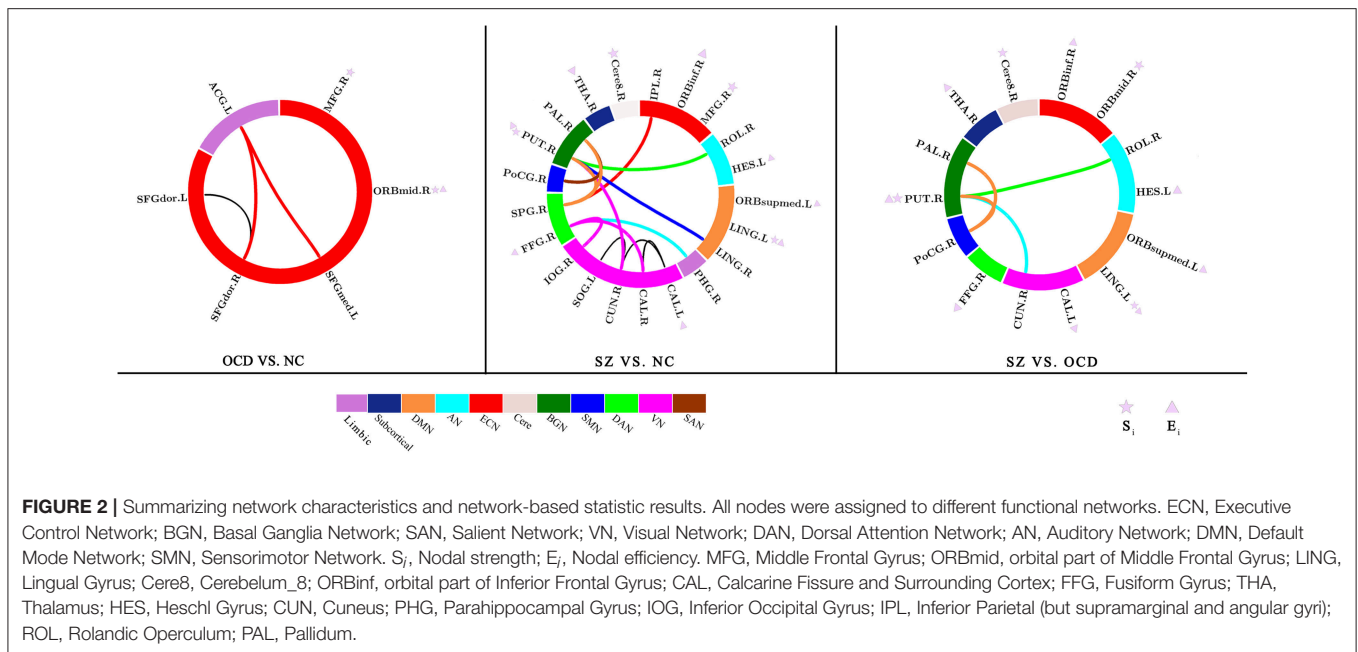 ACG.L
MFG.R
ORBmid.R
SFGmed.L
SFGdor.R
SFGdor.L
OCD VS. NC
Cere8.R
IPL.R
ORBinf.R
MFG.R
ROL.R
HES.L
ORBsupmed.L
LING.L
LING.R
PHG.R
CAL.L
CAL.R
CUN.R
SOG.L
IOG.R
FFG.R
SPG.R
PoCG.R
PUT.R
PAL.R
THA.R
SZ VS. NC
Cere8.R
ORBinf.R
ORBmid.R
ROL.R
HES.L
ORBsupmed.L
LING.L
CAL.L
CUN.R
FFG.R
PoCG.R
PUT.R
PAL.R
THA.R
SZ VS. OCD
Limbic
Subcortical
DMN
AN
ECN
Cere
BGN
SMN
DAN
VN
SAN
S i
E i
FIGURE 2 | Summarizing network characteristics and network-based statistic results. All nodes were assigned to different functional networks. ECN, Executive
Control Network; BGN, Basal Ganglia Network; SAN, Salient Network; VN, Visual Network; DAN, Dorsal Attention Network; AN, Auditory Network; DMN, Default
Mode Network; SMN, Sensorimotor Network. Si, Nodal strength; Ei, Nodal efficiency. MFG, Middle Frontal Gyrus; ORBmid, orbital part of Middle Frontal Gyrus; LING,
Lingual Gyrus; Cere8, Cerebelum_8; ORBinf, orbital part of Inferior Frontal Gyrus; CAL, Calcarine Fissure and Surrounding Cortex; FFG, Fusiform Gyrus; THA,
Thalamus; HES, Heschl Gyrus; CUN, Cuneus; PHG, Parahippocampal Gyrus; IOG, Inferior Occipital Gyrus; IPL, Inferior Parietal (but supramarginal and angular gyri);
ROL, Rolandic Operculum; PAL, Pallidum.